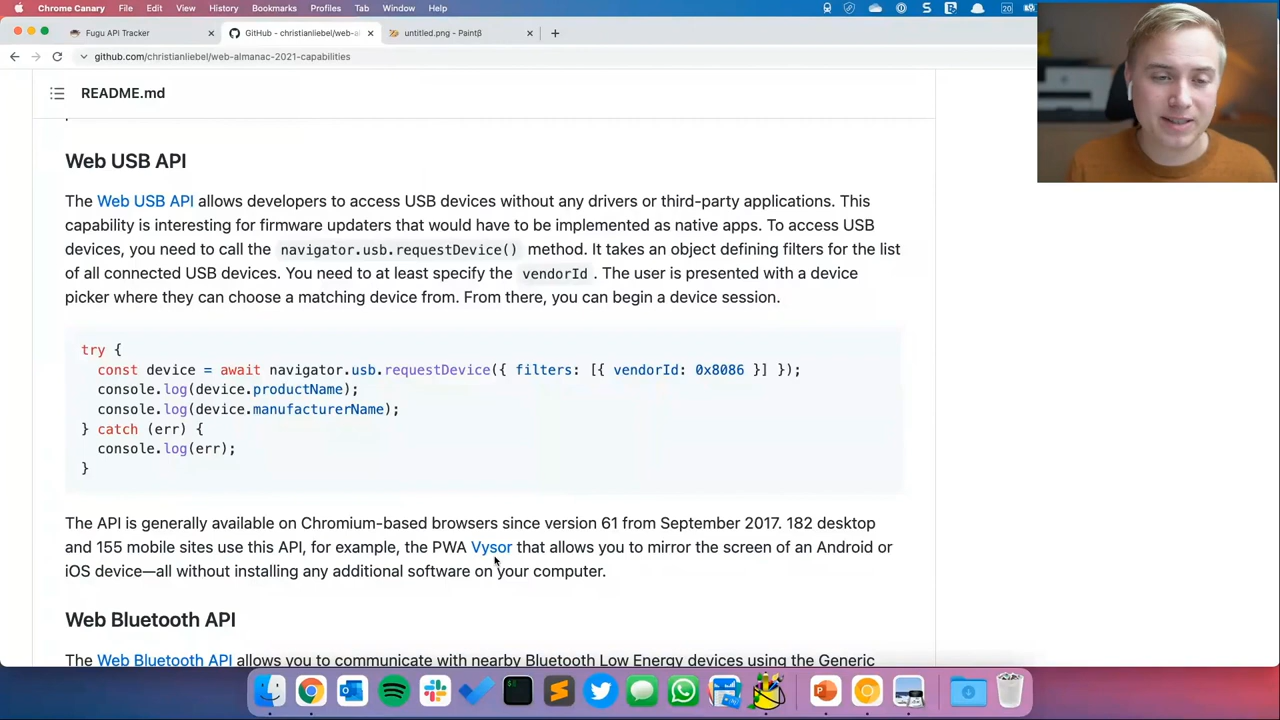 Chrome Canary File Edit View History Bookmarks Profiles Tab Window Help
Fugu API Tracker
GitHub - christianliebel/web-al
untitled.png - Paintβ
github.com/christianliebel/web-almanac-2021-capabilities
README.md
Web USB API
The Web USB API allows developers to access USB devices without any drivers or third-party applications. This
capability is interesting for firmware updaters that would have to be implemented as native apps. To access USB
devices, you need to call the navigator.usb.requestDevice() method. It takes an object defining filters for the list
of all connected USB devices. You need to at least specify the vendorId . The user is presented with a device
picker where they can choose a matching device from. From there, you can begin a device session.
try {
const device = await navigator.usb.requestDevice({ filters: [{ vendorId: 0x8086 }] });
console.log(device.productName);
console.log(device.manufacturerName);
} catch (err) {
console.log(err);
}
The API is generally available on Chromium-based browsers since version 61 from September 2017. 182 desktop
and 155 mobile sites use this API, for example, the PWA Vysor that allows you to mirror the screen of an Android or
iOS device—all without installing any additional software on your computer.
Web Bluetooth API
The Web Bluetooth API allows you to communicate with nearby Bluetooth Low Energy devices using the Generic